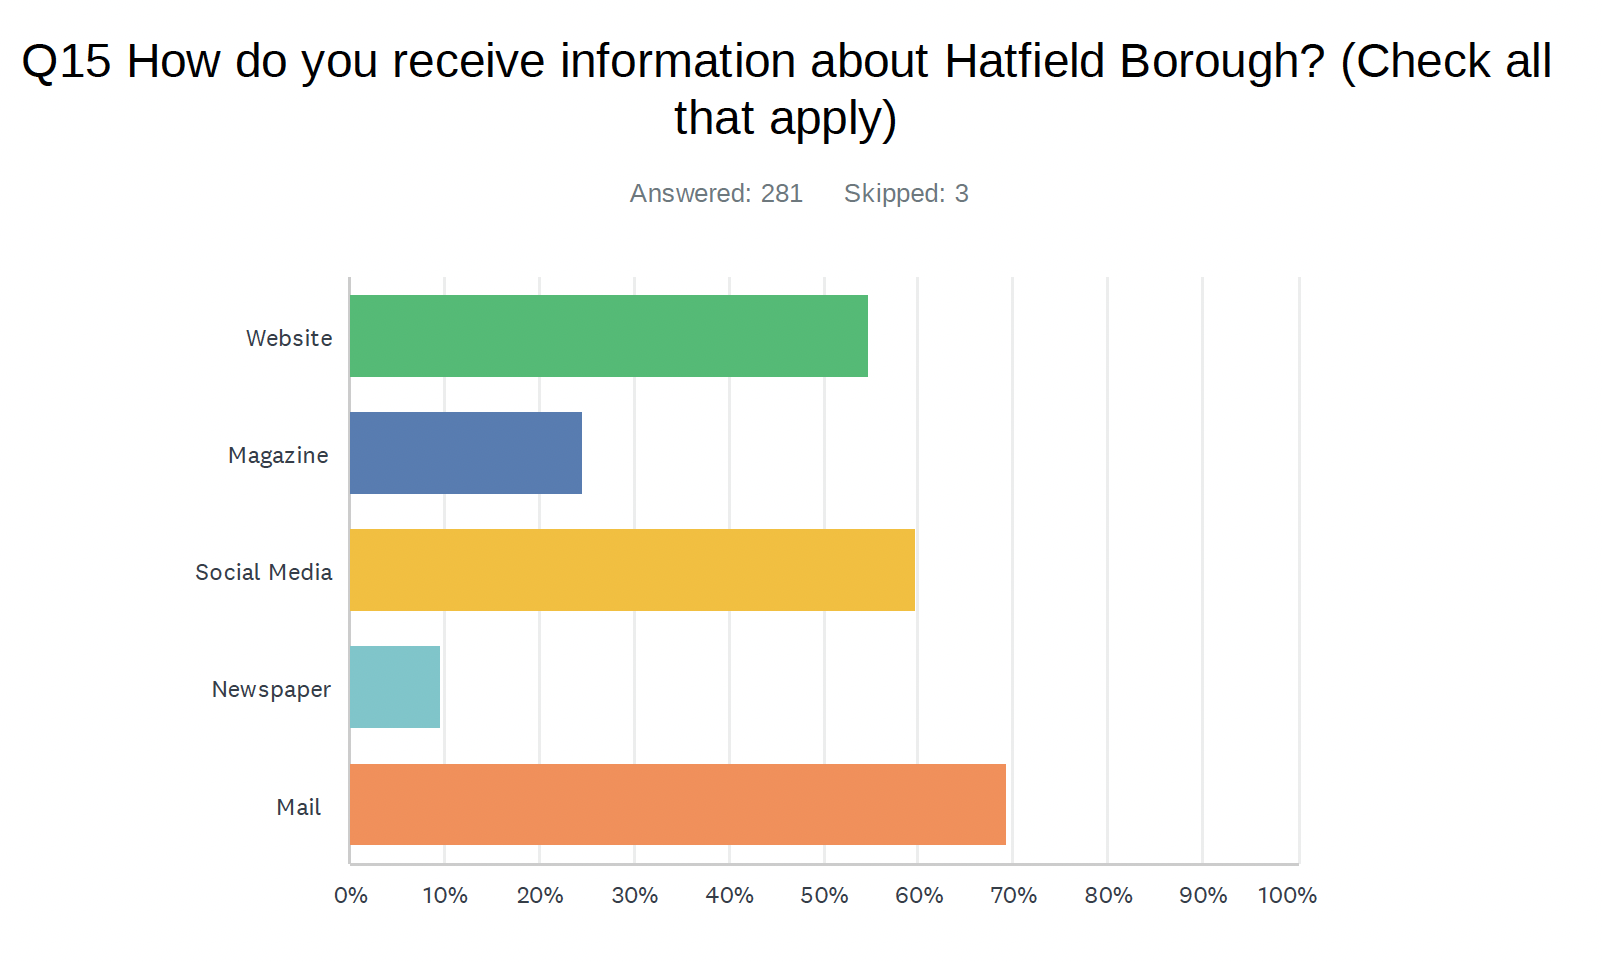 Q15 How do you receive information about Hatfield Borough? (Check all
that apply)
Answered: 281 Skipped: 3
Website
Magazine
Social Media
Newspaper
Mail
0% 10% 20% 30% 40% 50% 60% 70% 80% 90% 100%